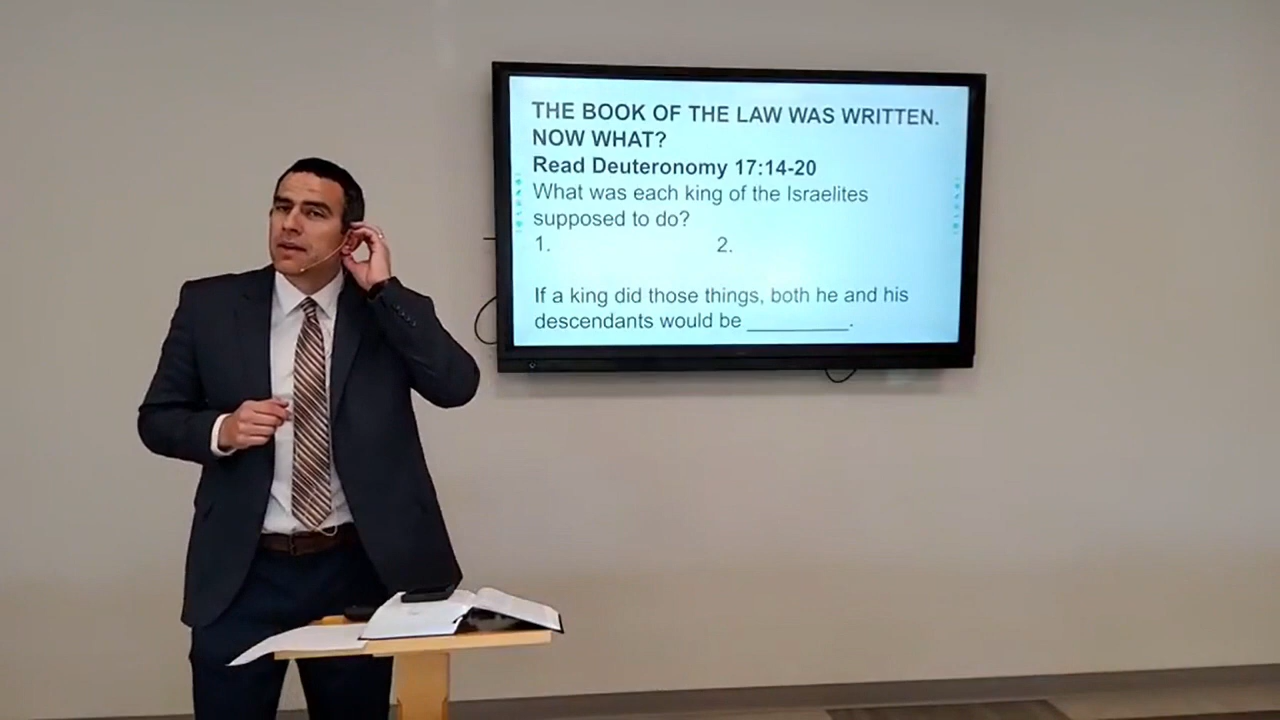 THE BOOK OF THE LAW WAS WRITTEN.
NOW WHAT?
Read Deuteronomy 17:14-20
What was each king of the Israelites
supposed to do?
1. 2.
If a king did those things, both he and his
descendants would be _________.